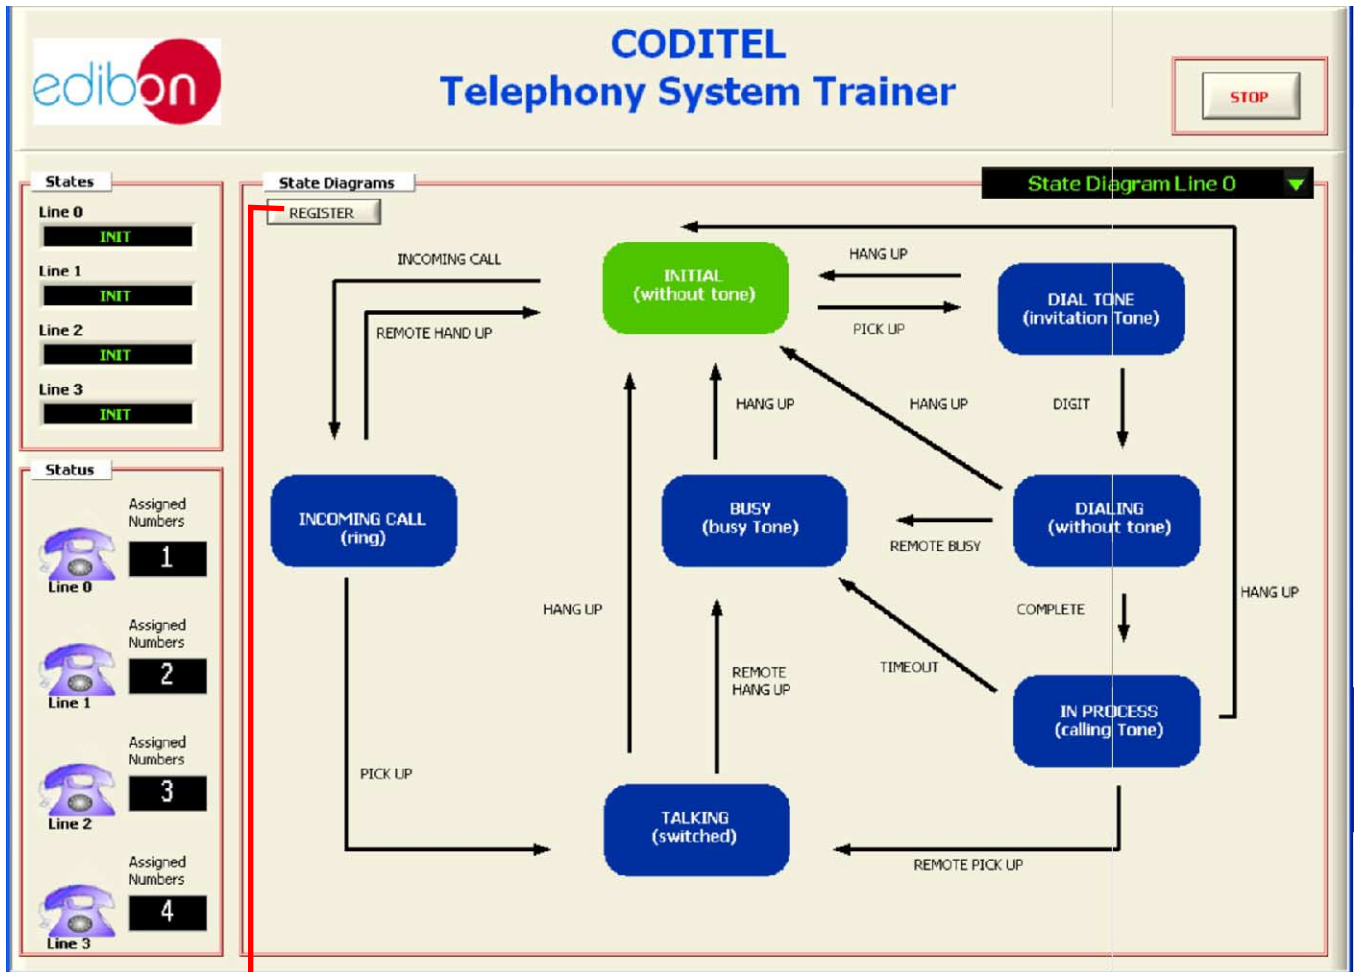 edibon
CODITEL
Telephony System Trainer
STOP
States
Line 0
INIT
Line 1
INIT
Line 2
INIT
Line 3
INIT
Status
Assigned
Numbers
1
Line 0
Assigned
Numbers
2
Line 1
Assigned
Numbers
3
Line 2
Assigned
Numbers
4
Line 3
State Diagrams
State Diagram Line 0
REGISTER
INCOMING CALL
REMOTE HAND UP
INITIAL
(without tone)
HANG UP
PICK UP
DIAL TONE
(invitation Tone)
HANG UP
HANG UP
DIGIT
INCOMING CALL
(ring)
BUSY
(busy Tone)
DIALING
(without tone)
REMOTE BUSY
HANG UP
COMPLETE
HANG UP
TIMEOUT
REMOTE
HANG UP
IN PROCESS
(calling Tone)
PICK UP
TALKING
(switched)
REMOTE PICK UP